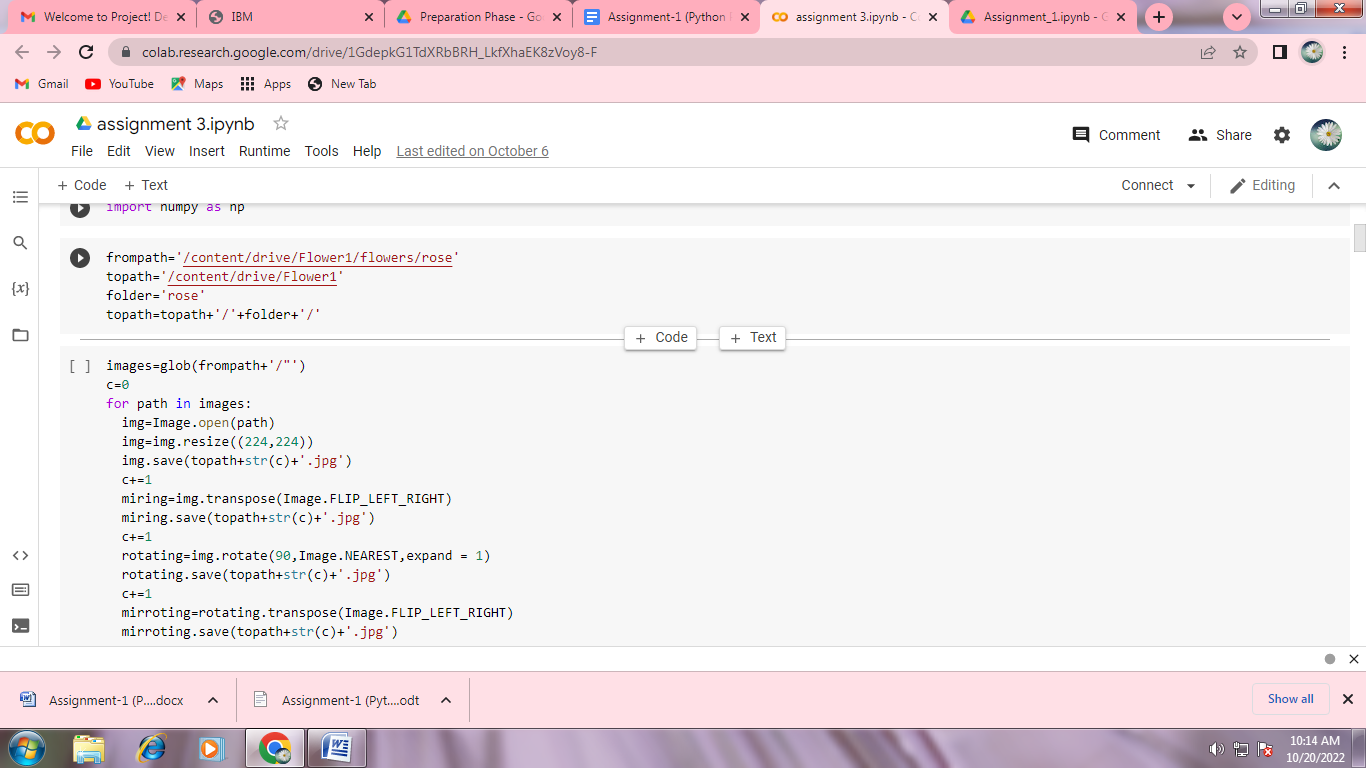 Welcome to Project! De
IBM
Preparation Phase - Go
Assignment-1 (Python
assignment 3.ipynb - C
Assignment_1.ipynb - G
colab.research.google.com/drive/1GdepkG1TdXRbBRH_LkfXhaEK8zVoy8-F
Gmail
YouTube
Maps
Apps
New Tab
assignment 3.ipynb
Comment
Share
File Edit View Insert Runtime Tools Help Last edited on October 6
+ Code + Text
Connect
Editing
import numpy as np
frompath='/content/drive/Flower1/flowers/rose'
topath='/content/drive/Flower1'
folder='rose'
topath=topath+'/'+folder+'/'
+ Code + Text
[ ] images=glob(frompath+'/"')
c=0
for path in images:
img=Image.open(path)
img=img.resize((224,224))
img.save(topath+str(c)+'.jpg')
c+=1
miring=img.transpose(Image.FLIP_LEFT_RIGHT)
miring.save(topath+str(c)+'.jpg')
c+=1
rotating=img.rotate(90,Image.NEAREST,expand = 1)
rotating.save(topath+str(c)+'.jpg')
c+=1
mirroting=rotating.transpose(Image.FLIP_LEFT_RIGHT)
mirroting.save(topath+str(c)+'.jpg')
{x}
Assignment-1 (P....docx
Assignment-1 (Pyt....odt
Show all
10:14 AM
10/20/2022